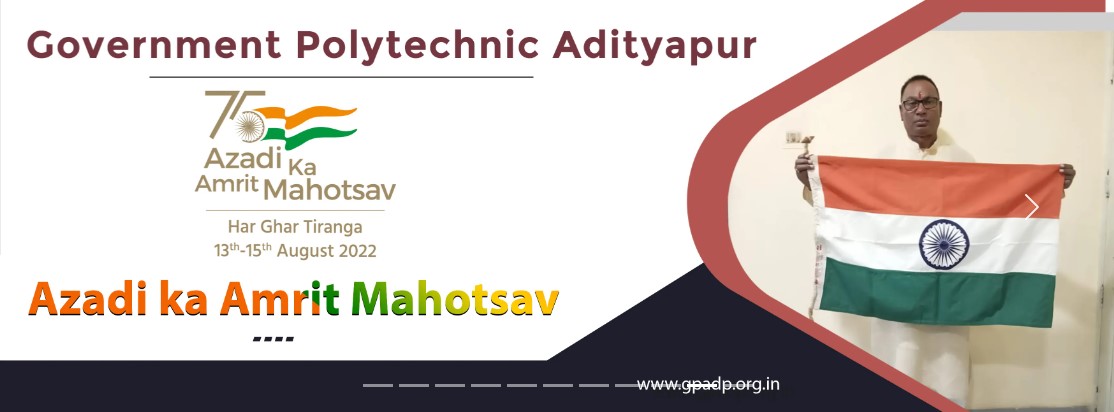 Government Polytechnic Adityapur
75
Azadi Ka
Amrit Mahotsav
Har Ghar Tiranga
13th-15th August 2022
Azadi ka Amrit Mahotsav
www.gpadp.org.in